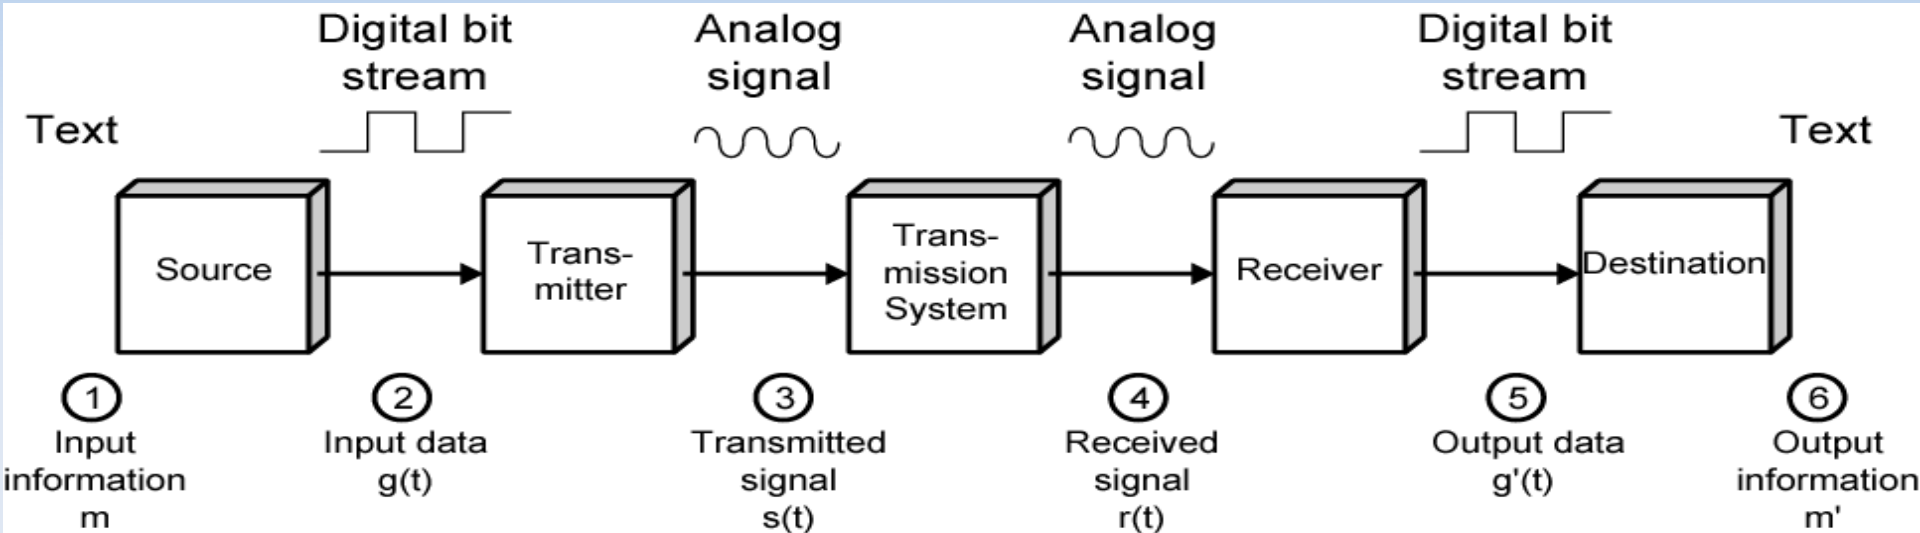 Digital bit
stream
Analog
signal
Analog
signal
Digital bit
stream
Text
Text
Source
Trans-
mitter
Trans-
mission
System
Receiver
Destination
1
Input
information
m
2
Input data
g(t)
3
Transmitted
signal
s(t)
4
Received
signal
r(t)
5
Output data
g'(t)
6
Output
information
m'